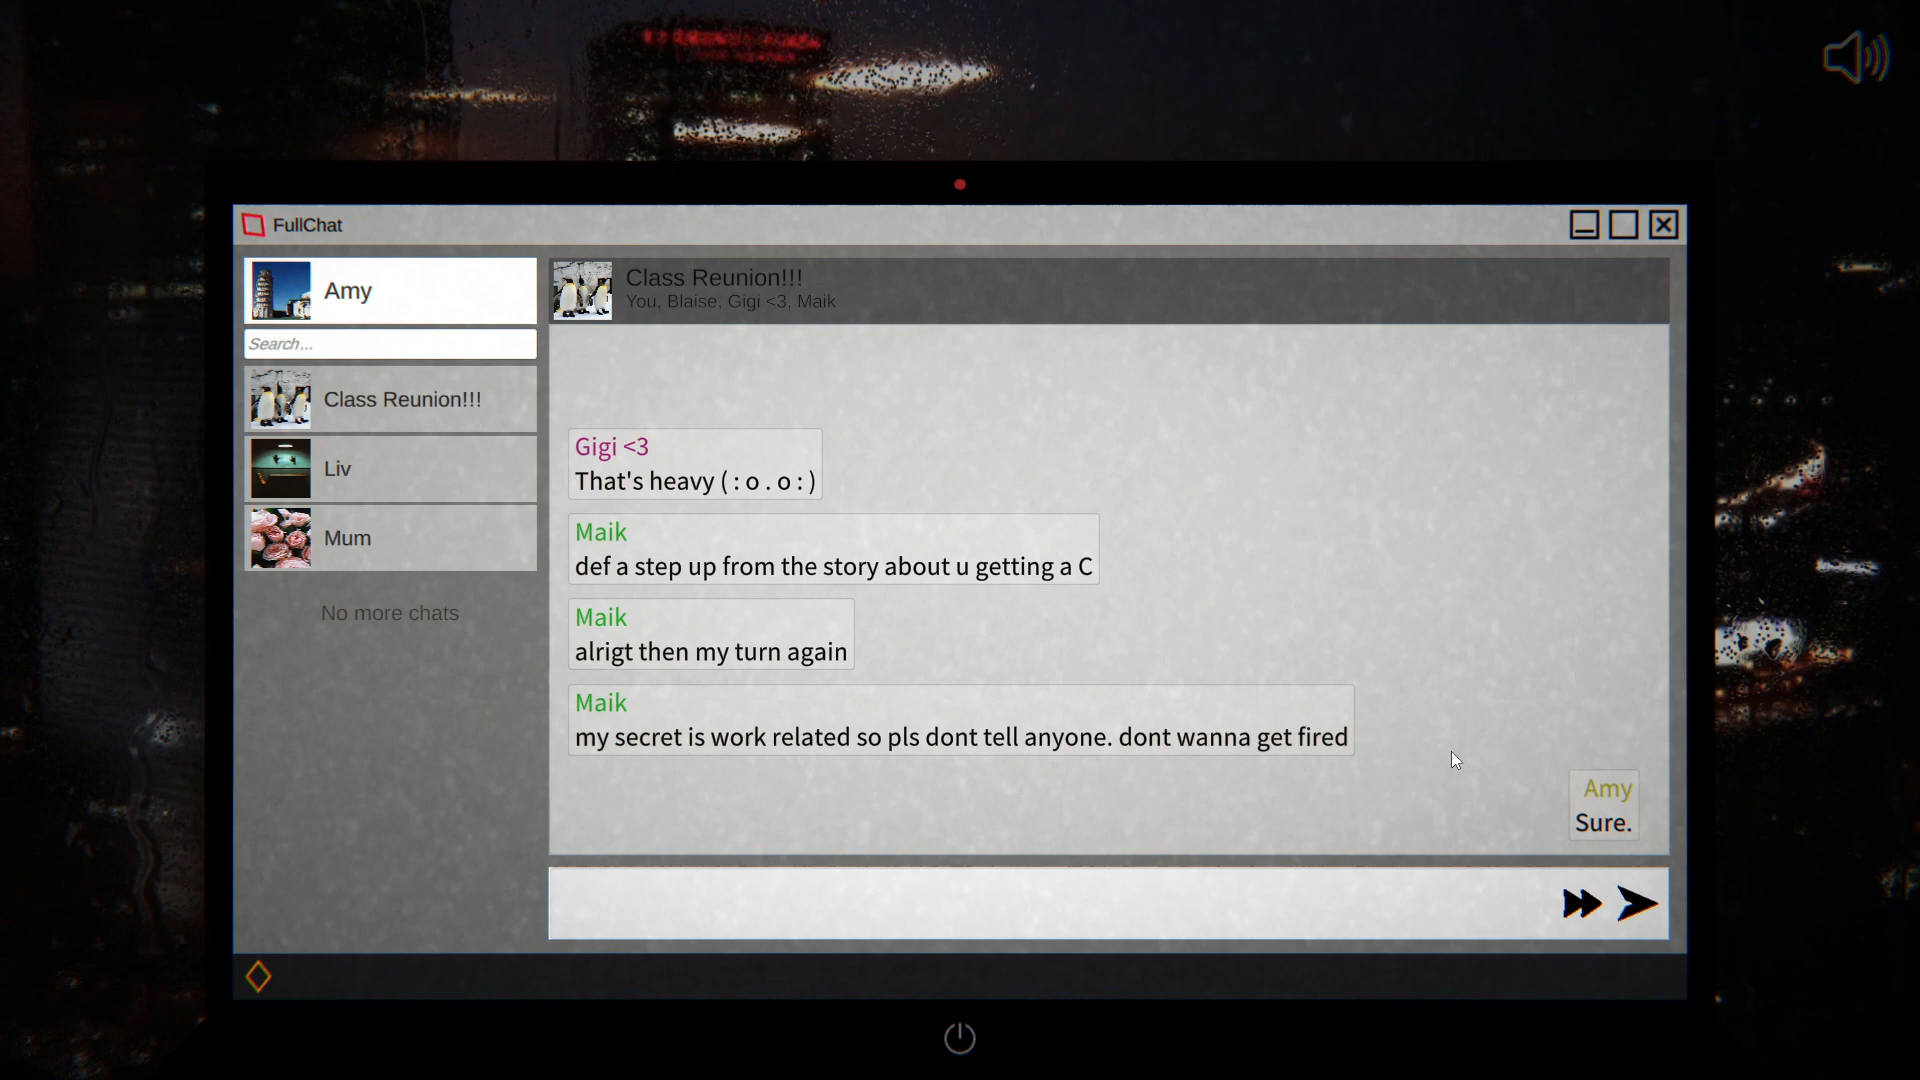 FullChat
Amy
Search...
Class Reunion!!!
Liv
Mum
No more chats
Class Reunion!!!
You, Blaise, Gigi <3, Maik
Gigi <3
That's heavy ( : o . o : )
Maik
def a step up from the story about u getting a C
Maik
alrigt then my turn again
Maik
my secret is work related so pls dont tell anyone. dont wanna get fired
Amy
Sure.